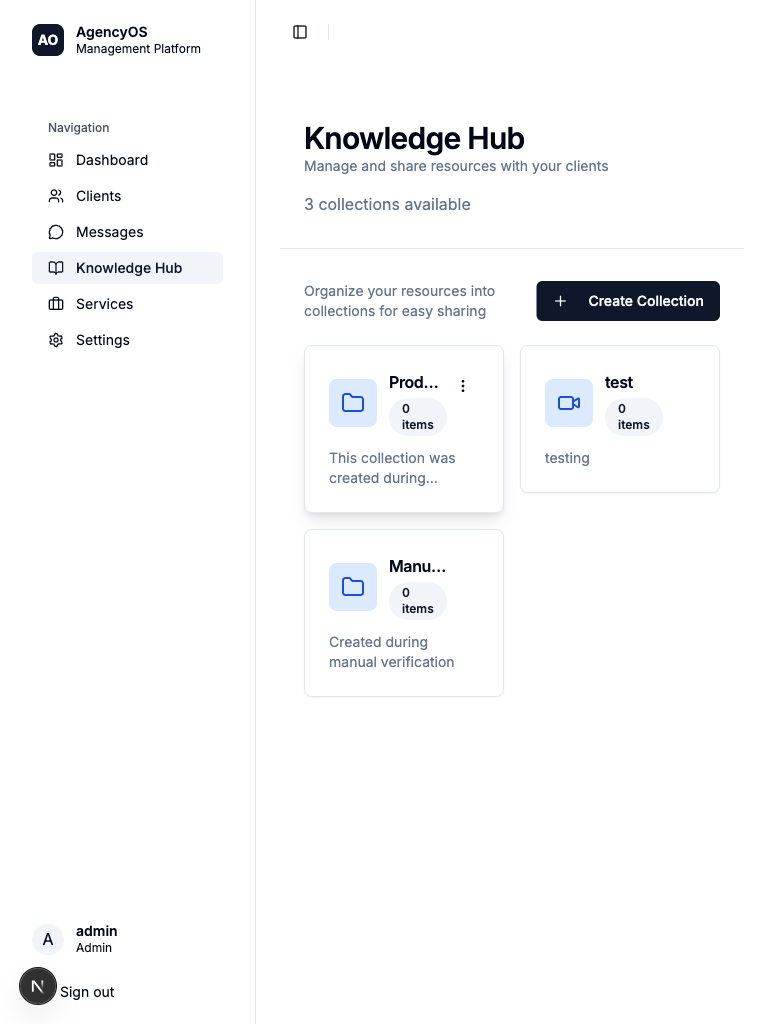 AO
AgencyOS
Management Platform
Navigation
Dashboard
Clients
Messages
Knowledge Hub
Services
Settings
admin
Admin
A
N
Sign out
Knowledge Hub
Manage and share resources with your clients
3 collections available
Organize your resources into
collections for easy sharing
Create Collection
Prod...
0
items
This collection was
created during...
test
0
items
testing
Manu...
0
items
Created during
manual verification